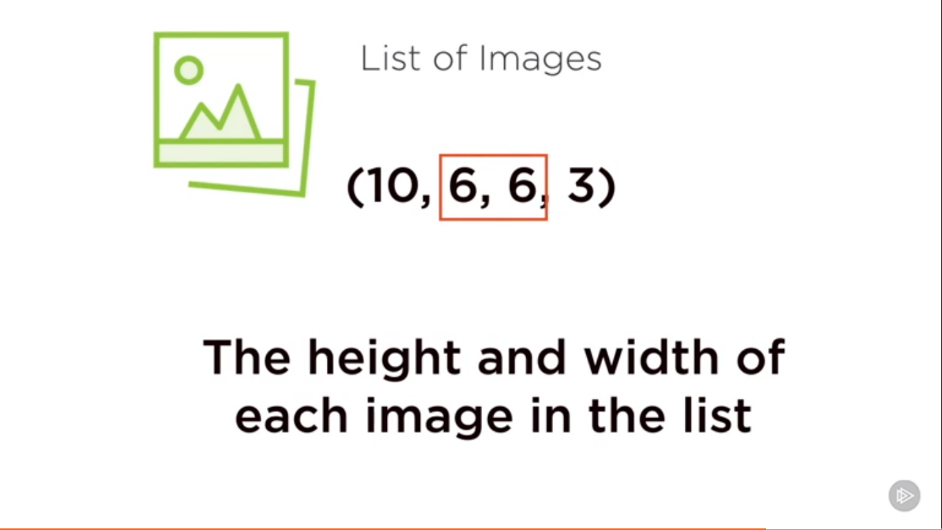 List of Images
(10, 6, 6, 3)
The height and width of
each image in the list